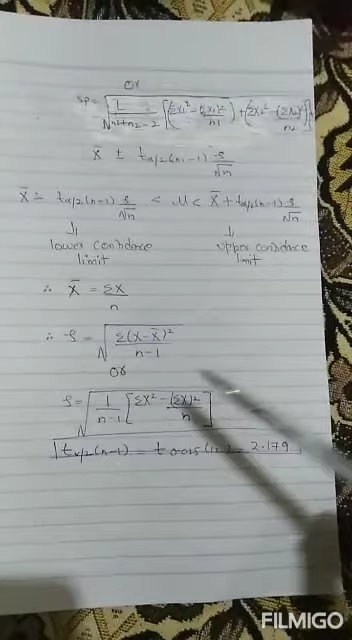 or
Sp = √ 1/(n1+n2-2) [(Σx1² - (Σx1)²/n1) + (Σx2² - (Σx2)²/n2)]
x̄ ± tα/2(n-1) s/√n
x̄ - tα/2(n-1) s/√n < μ < x̄ + tα/2(n-1) s/√n
⇓ ⇓
lower confidence upper confidence
limit limit
∴ x̄ = Σx/n
∴ s = √ Σ(x-x̄)²/(n-1)
or
s = √ 1/(n-1) [Σx² - (Σx)²/n]
tα/2(n-1) = t0.025(12) = 2.179
FILMIGO